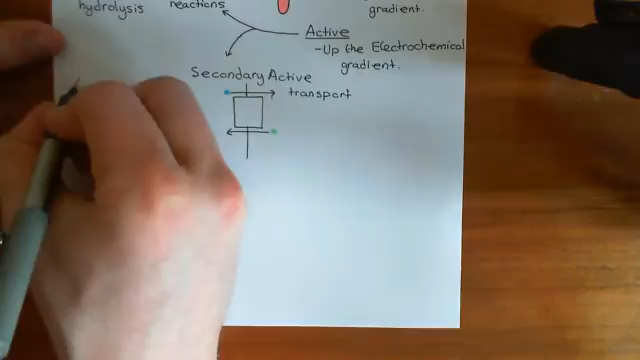 hydrolysis
reactions
gradient.
Active
-Up the Electrochemical
gradient.
Secondary Active
transport